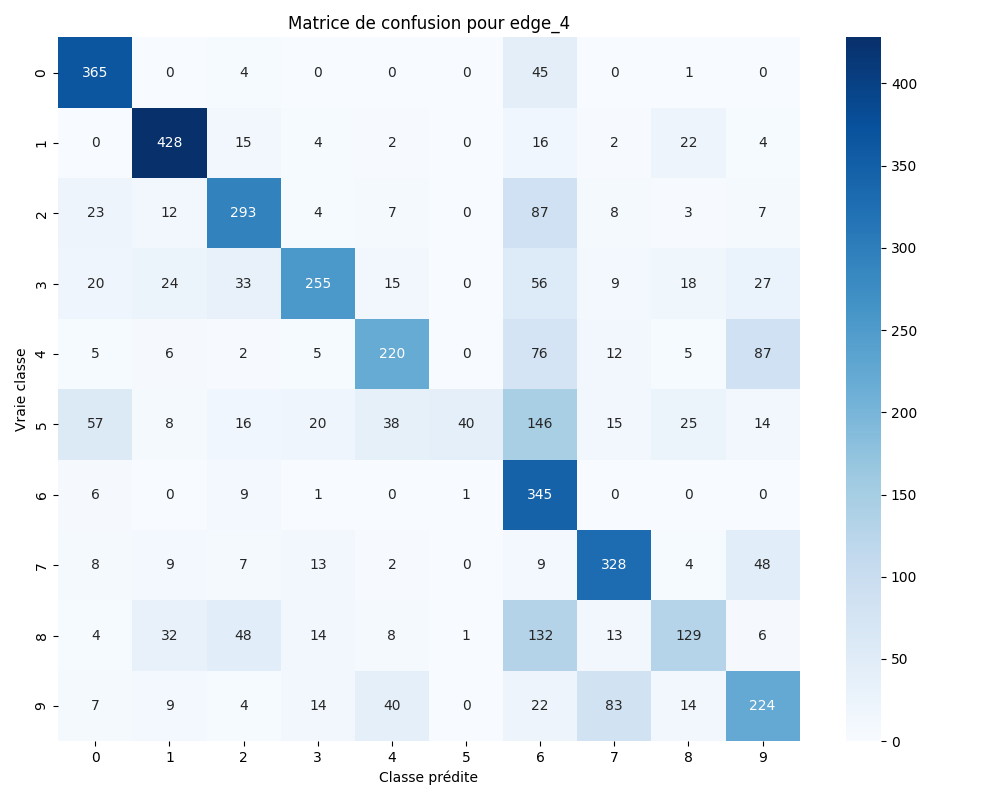 Matrice de confusion pour edge_4
0 365 0 4 0 0 0 45 0 1 0
1 0 428 15 4 2 0 16 2 22 4
2 23 12 293 4 7 0 87 8 3 7
3 20 24 33 255 15 0 56 9 18 27
4 5 6 2 5 220 0 76 12 5 87
5 57 8 16 20 38 40 146 15 25 14
6 6 0 9 1 0 1 345 0 0 0
7 8 9 7 13 2 0 9 328 4 48
8 4 32 48 14 8 1 132 13 129 6
9 7 9 4 14 40 0 22 83 14 224
0 1 2 3 4 5 6 7 8 9
Classe prédite
Vraie classe
400
350
300
250
200
150
100
50
0